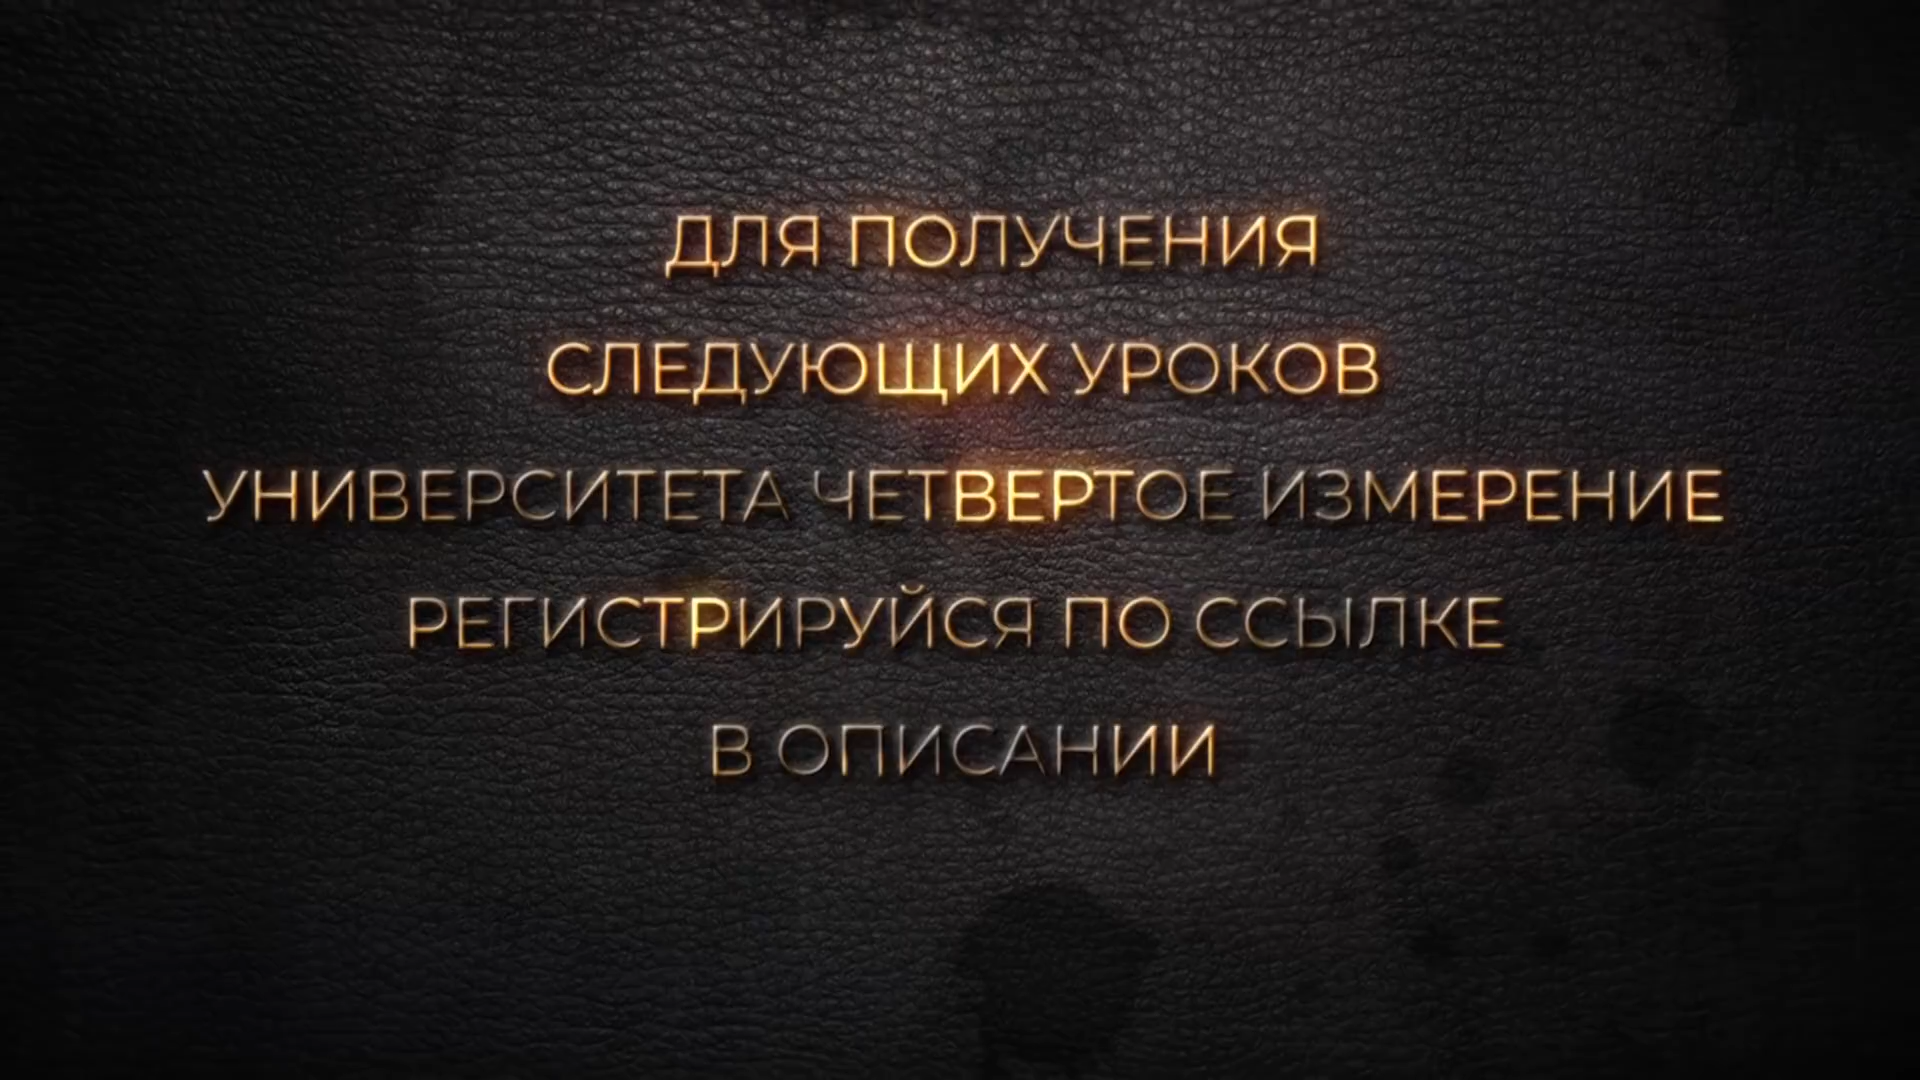 ДЛЯ ПОЛУЧЕНИЯ
СЛЕДУЮЩИХ УРОКОВ
УНИВЕРСИТЕТА ЧЕТВЕРТОЕ ИЗМЕРЕНИЕ
РЕГИСТРИРУЙСЯ ПО ССЫЛКЕ
В ОПИСАНИИ